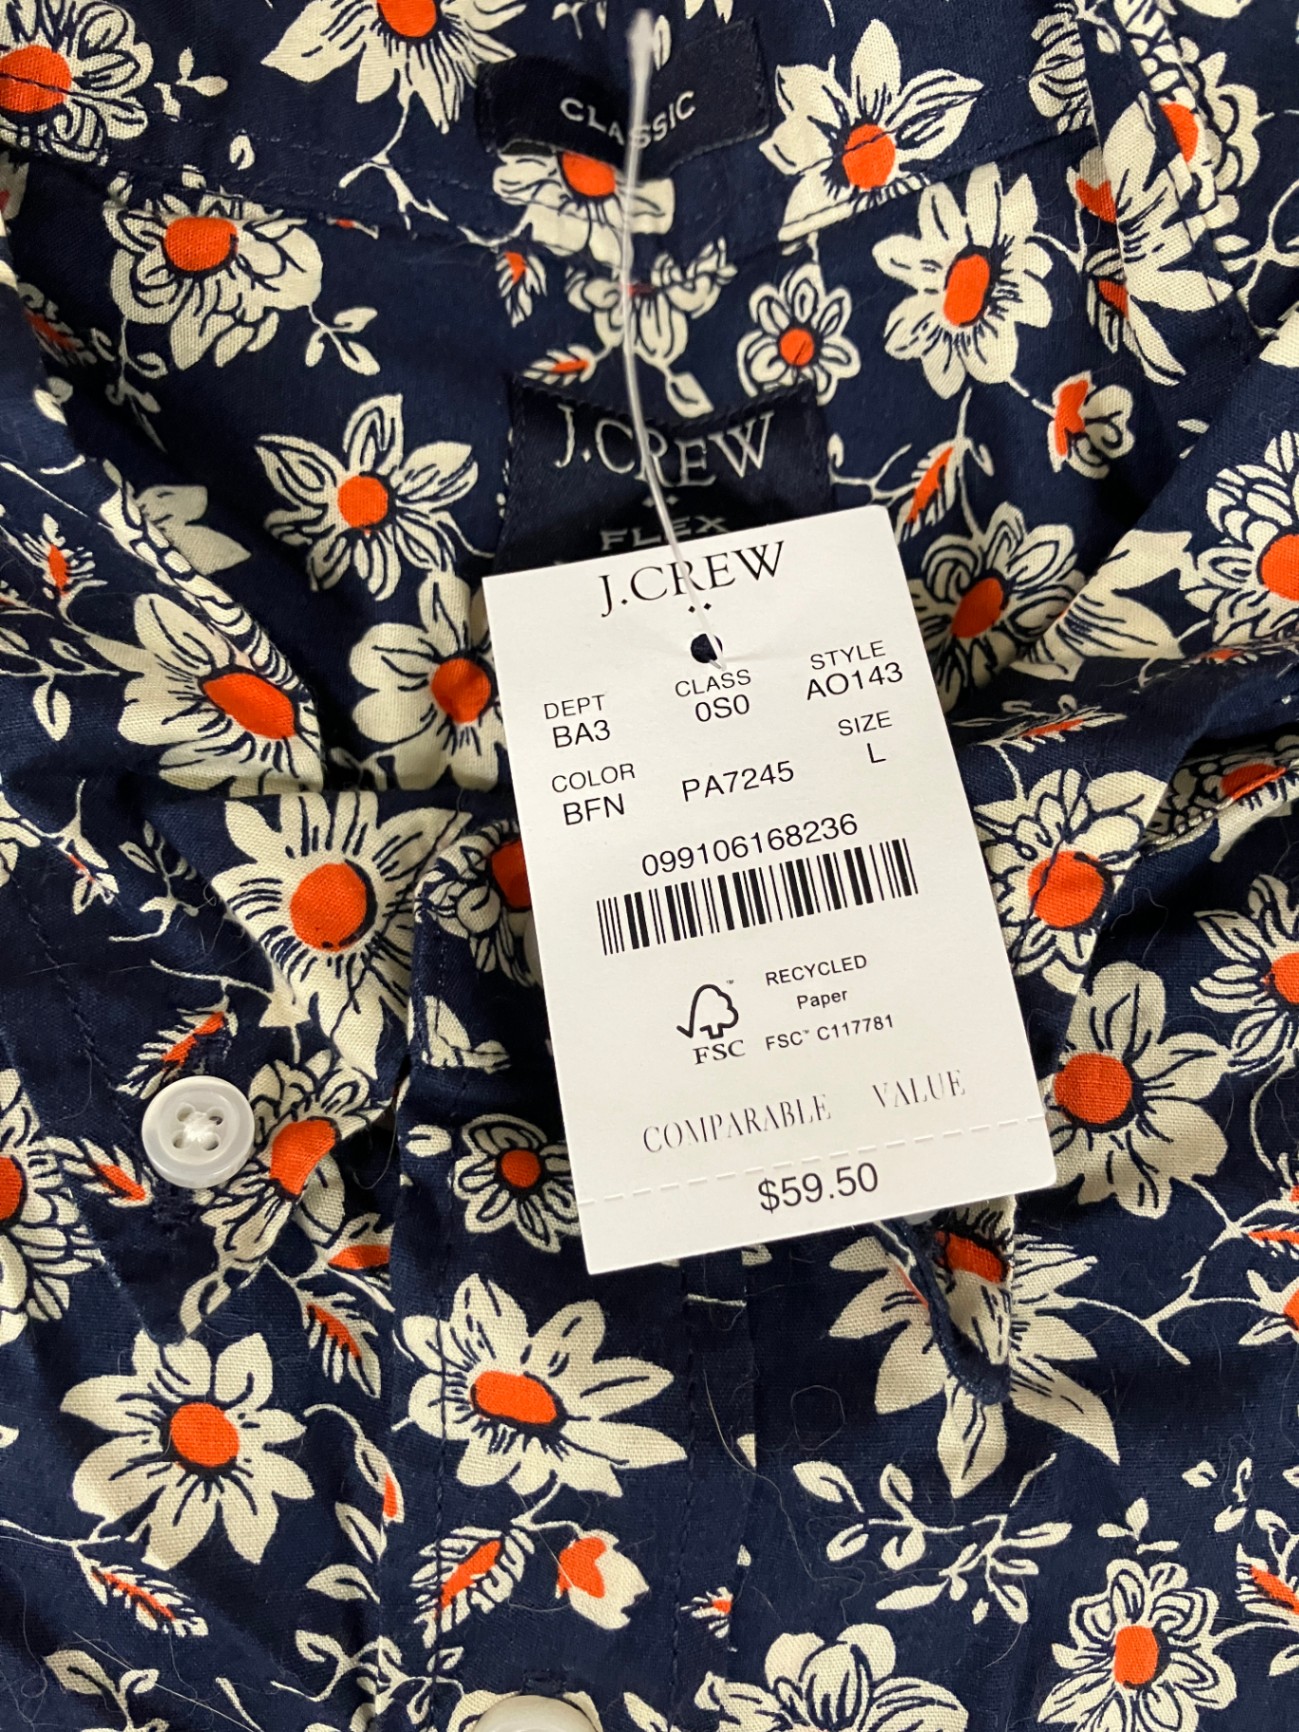 CLASSIC
J.CREW
FLEX
J.CREW
DEPT CLASS STYLE
BA3 0S0 AO143
COLOR PA7245 SIZE
BFN L
099106168236
RECYCLED
Paper
FSC™ C117781
FSC
COMPARABLE VALUE
$59.50